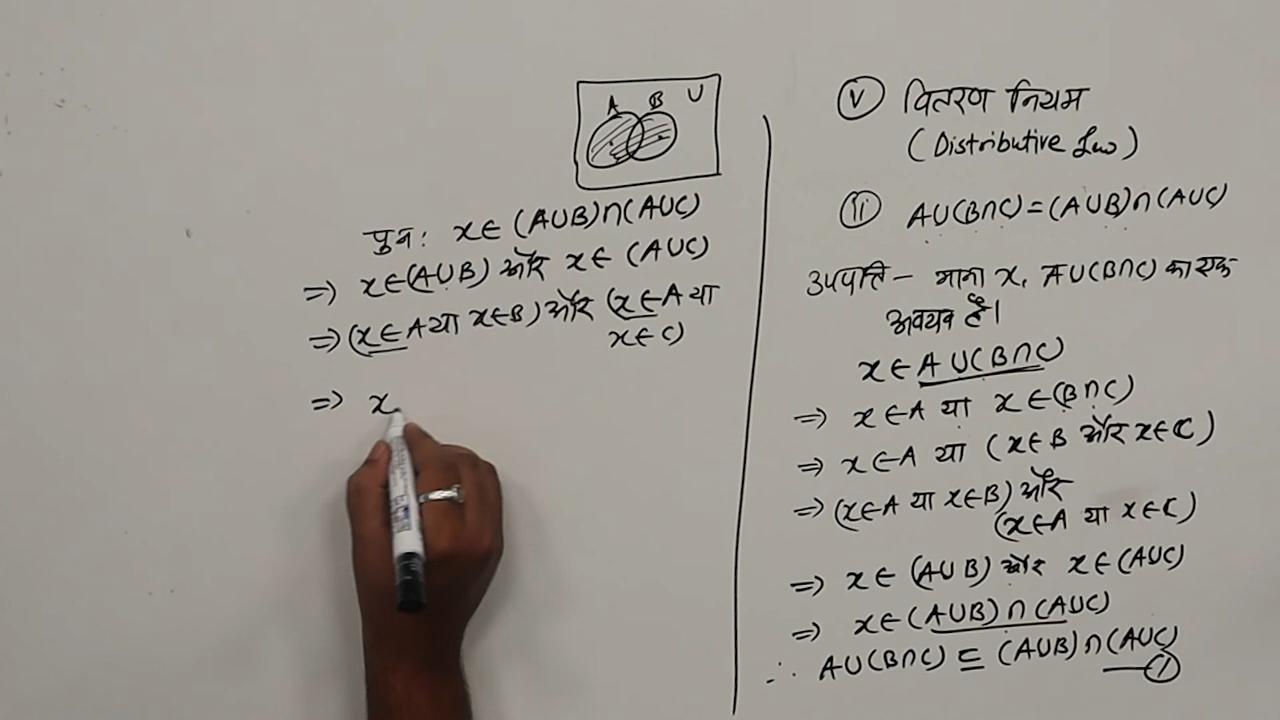 Ⓥ वितरण नियम
(Distributive Law)
ⓘⓘ A∪(B∩C)=(A∪B)∩(A∪C)
उपपत्ति – माना x, A∪(B∩C) का एक
अवयव है।
x∈A∪(B∩C)
⇒ x∈A या x∈(B∩C)
⇒ x∈A या (x∈B और x∈C)
⇒ (x∈A या x∈B) और
(x∈A या x∈C)
⇒ x∈(A∪B) और x∈(A∪C)
⇒ x∈(A∪B)∩(A∪C)
∴ A∪(B∩C)⊆(A∪B)∩(A∪C)
—①
A B U
पुनः x∈(A∪B)∩(A∪C)
⇒ x∈(A∪B) और x∈(A∪C)
⇒(x∈A या x∈B) और (x∈A या
x∈C)
⇒ x